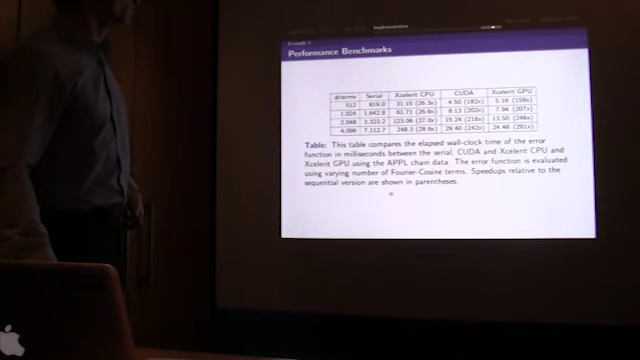 Implementation
Example 4
Performance Benchmarks
#terms Serial Xcelerit CPU CUDA Xcelerit GPU
512 819.0 31.15 (26.3x) 4.50 (182x) 5.16 (159x)
1,024 1,642.8 61.71 (26.6x) 8.13 (202x) 7.94 (207x)
2,048 3,323.2 123.06 (27.0x) 15.24 (218x) 13.50 (246x)
4,096 7,112.7 248.3 (28.6x) 29.40 (242x) 24.48 (291x)
Table: This table compares the elapsed wall-clock time of the error
function in milliseconds between the serial, CUDA and Xcelerit CPU and
Xcelerit GPU using the APPL chain data. The error function is evaluated
using varying number of Fourier-Cosine terms. Speedups relative to the
sequential version are shown in parentheses.